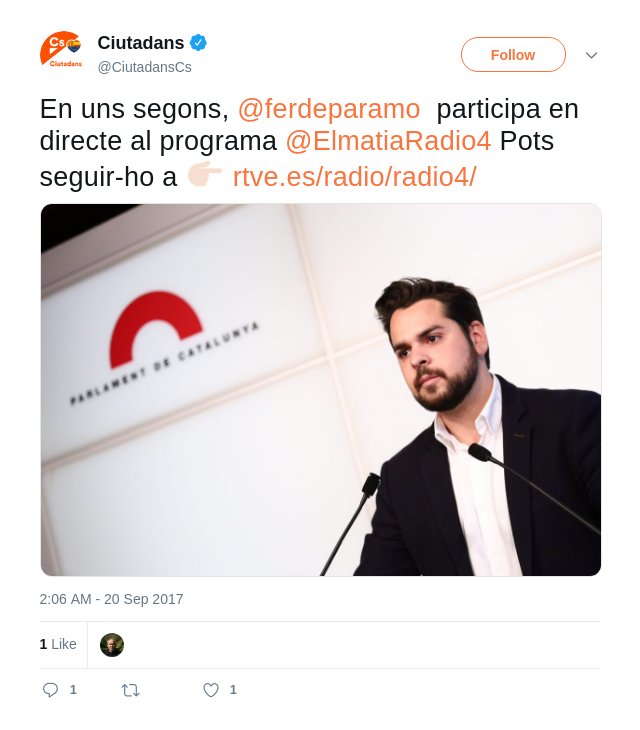 Cs
Ciutadans
Ciutadans
@CiutadansCs
Follow
En uns segons, @ferdeparamo participa en
directe al programa @ElmatiaRadio4 Pots
seguir-ho a 👉🏻 rtve.es/radio/radio4/
PARLAMENT DE CATALUNYA
2:06 AM - 20 Sep 2017
1 Like
1
1